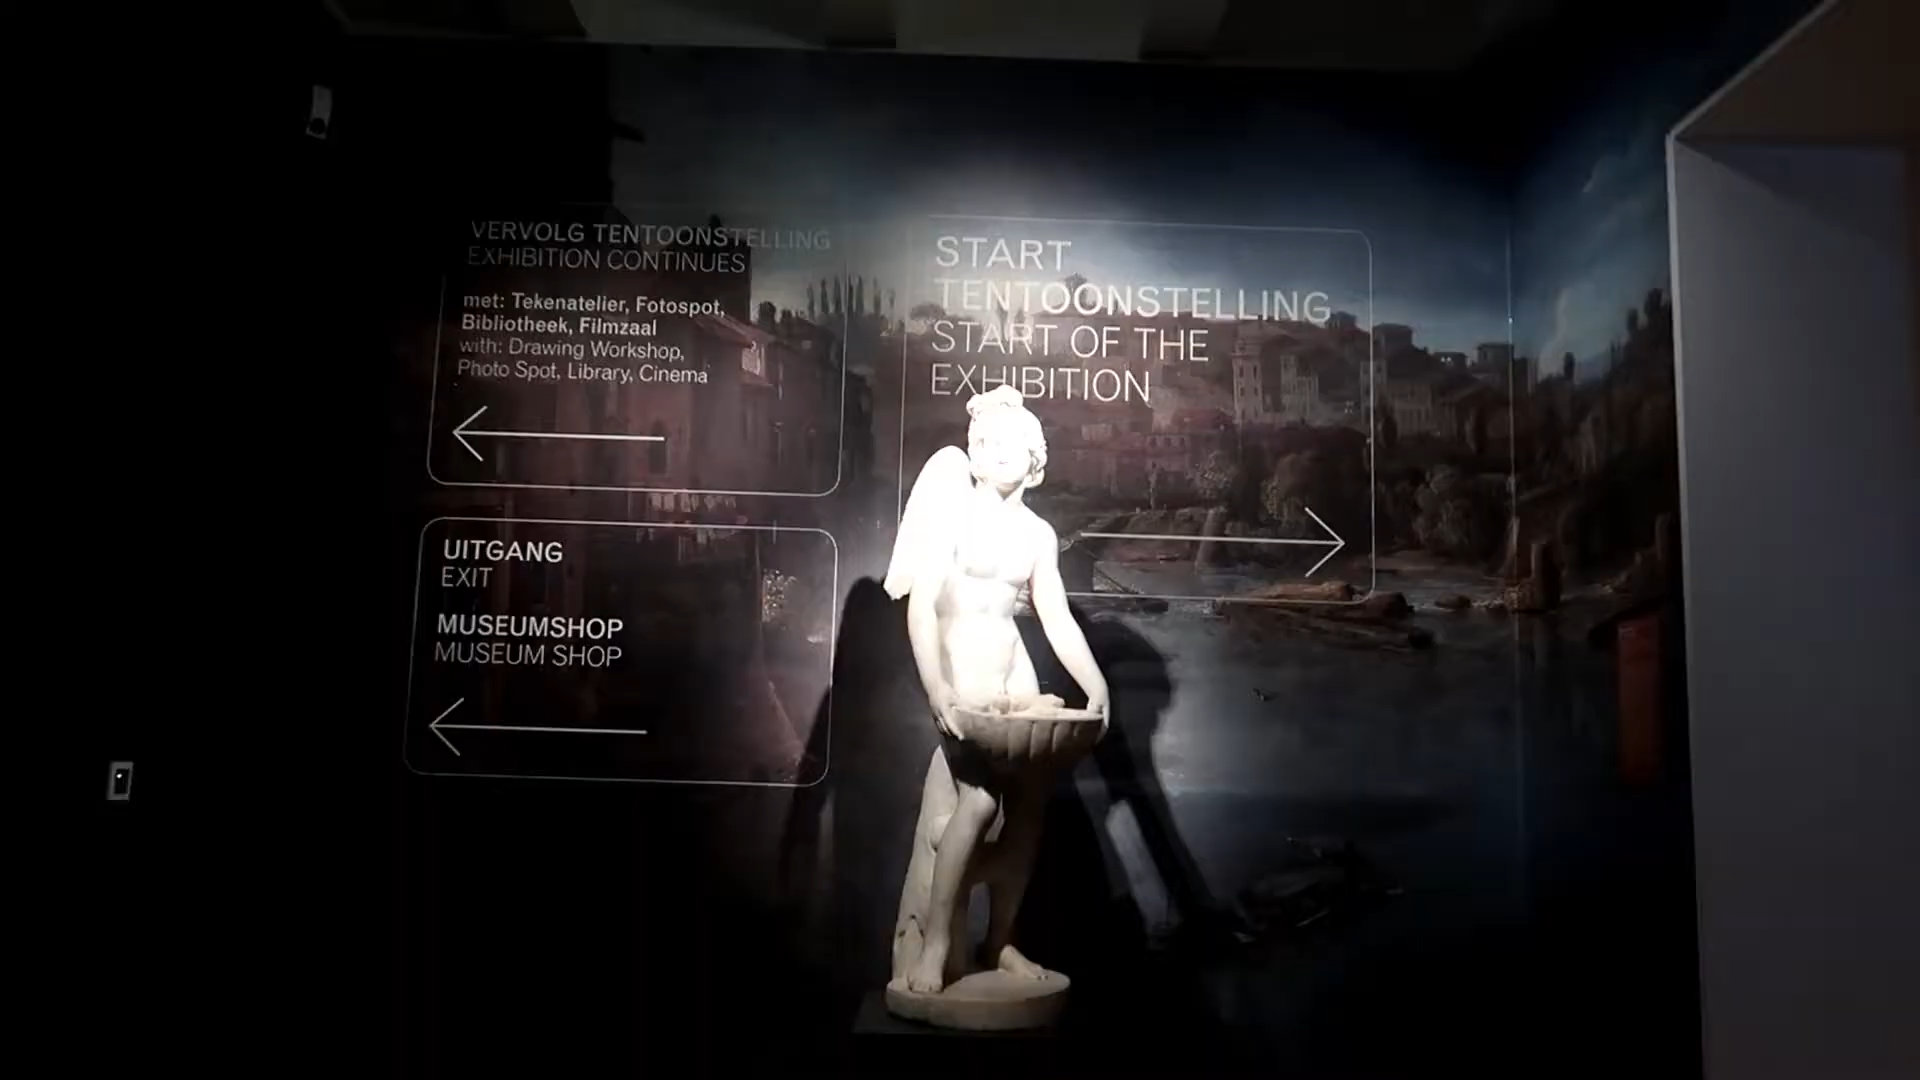 VERVOLG TENTOONSTELLING
EXHIBITION CONTINUES
met: Tekenatelier, Fotospot,
Bibliotheek, Filmzaal
with: Drawing Workshop,
Photo Spot, Library, Cinema
UITGANG
EXIT
MUSEUMSHOP
MUSEUM SHOP
START
TENTOONSTELLING
START OF THE
EXHIBITION